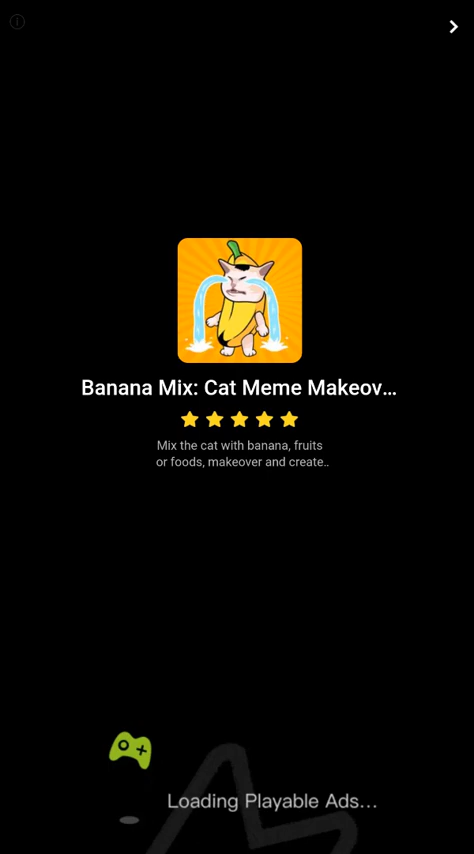 Banana Mix: Cat Meme Makeov...
Mix the cat with banana, fruits
or foods, makeover and create..
Loading Playable Ads...